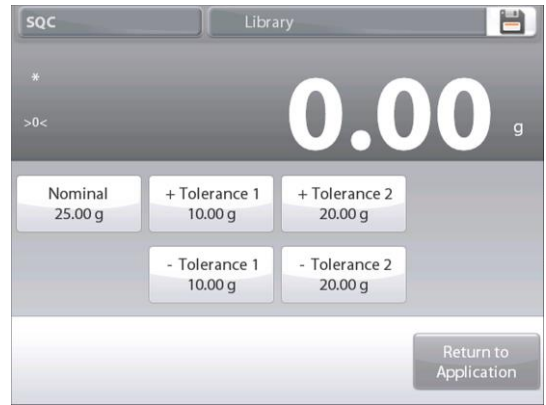 SQC
Library
*
>0<
0.00 g
Nominal
25.00 g
+ Tolerance 1
10.00 g
+ Tolerance 2
20.00 g
- Tolerance 1
10.00 g
- Tolerance 2
20.00 g
Return to
Application